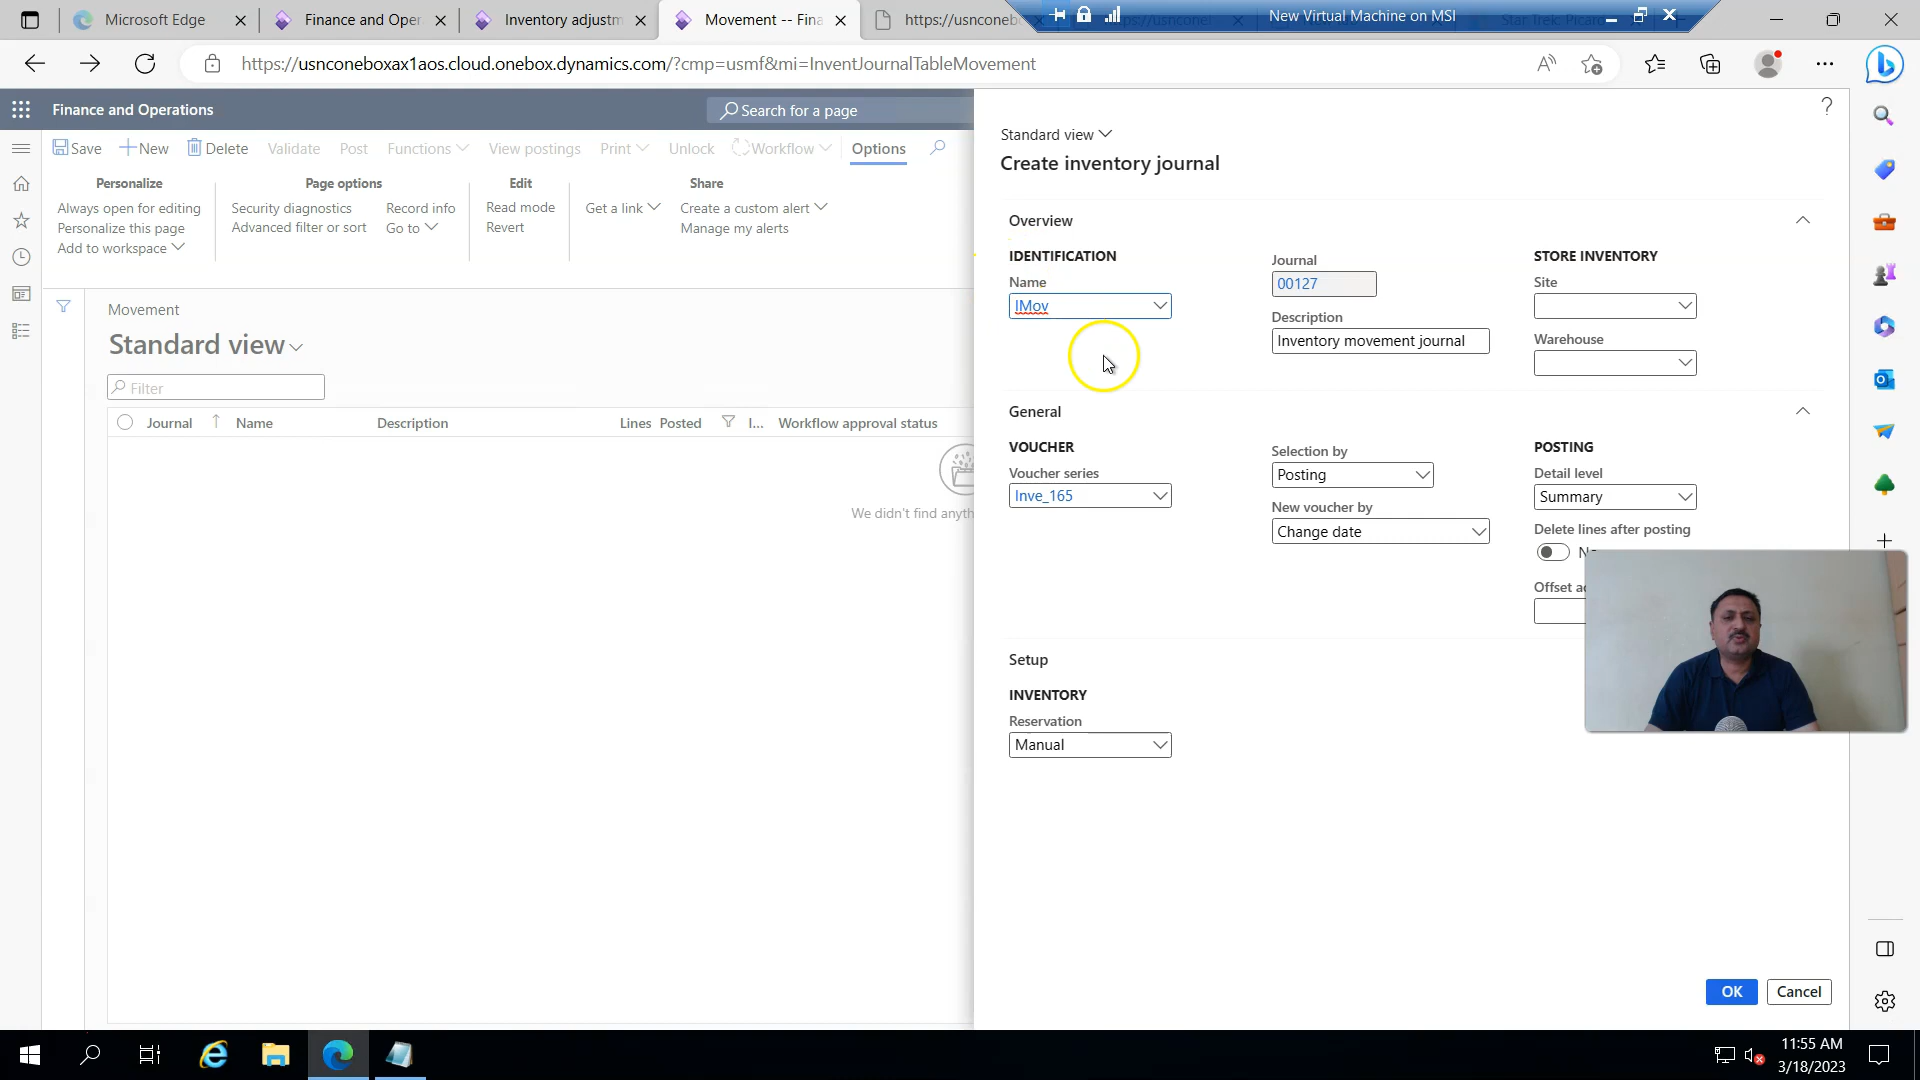 Microsoft Edge
Finance and Oper
Inventory adjustm
Movement -- Fina
https://usnconeb
New Virtual Machine on MSI
https://usnconeboxax1aos.cloud.onebox.dynamics.com/?cmp=usmf&mi=InventJournalTableMovement
Finance and Operations
Search for a page
?
Save
New
Delete
Validate
Post
Functions
View postings
Print
Unlock
Workflow
Options
Personalize
Always open for editing
Personalize this page
Add to workspace
Page options
Security diagnostics
Advanced filter or sort
Record info
Go to
Edit
Read mode
Revert
Share
Get a link
Create a custom alert
Manage my alerts
Movement
Standard view
Filter
Journal
Name
Description
Lines
Posted
I...
Workflow approval status
We didn't find anyth
Standard view
Create inventory journal
Overview
IDENTIFICATION
Name
IMov
Journal
00127
Description
Inventory movement journal
STORE INVENTORY
Site
Warehouse
General
VOUCHER
Voucher series
Inve_165
Selection by
Posting
New voucher by
Change date
POSTING
Detail level
Summary
Delete lines after posting
No
Offset ac
Setup
INVENTORY
Reservation
Manual
OK
Cancel
11:55 AM
3/18/2023